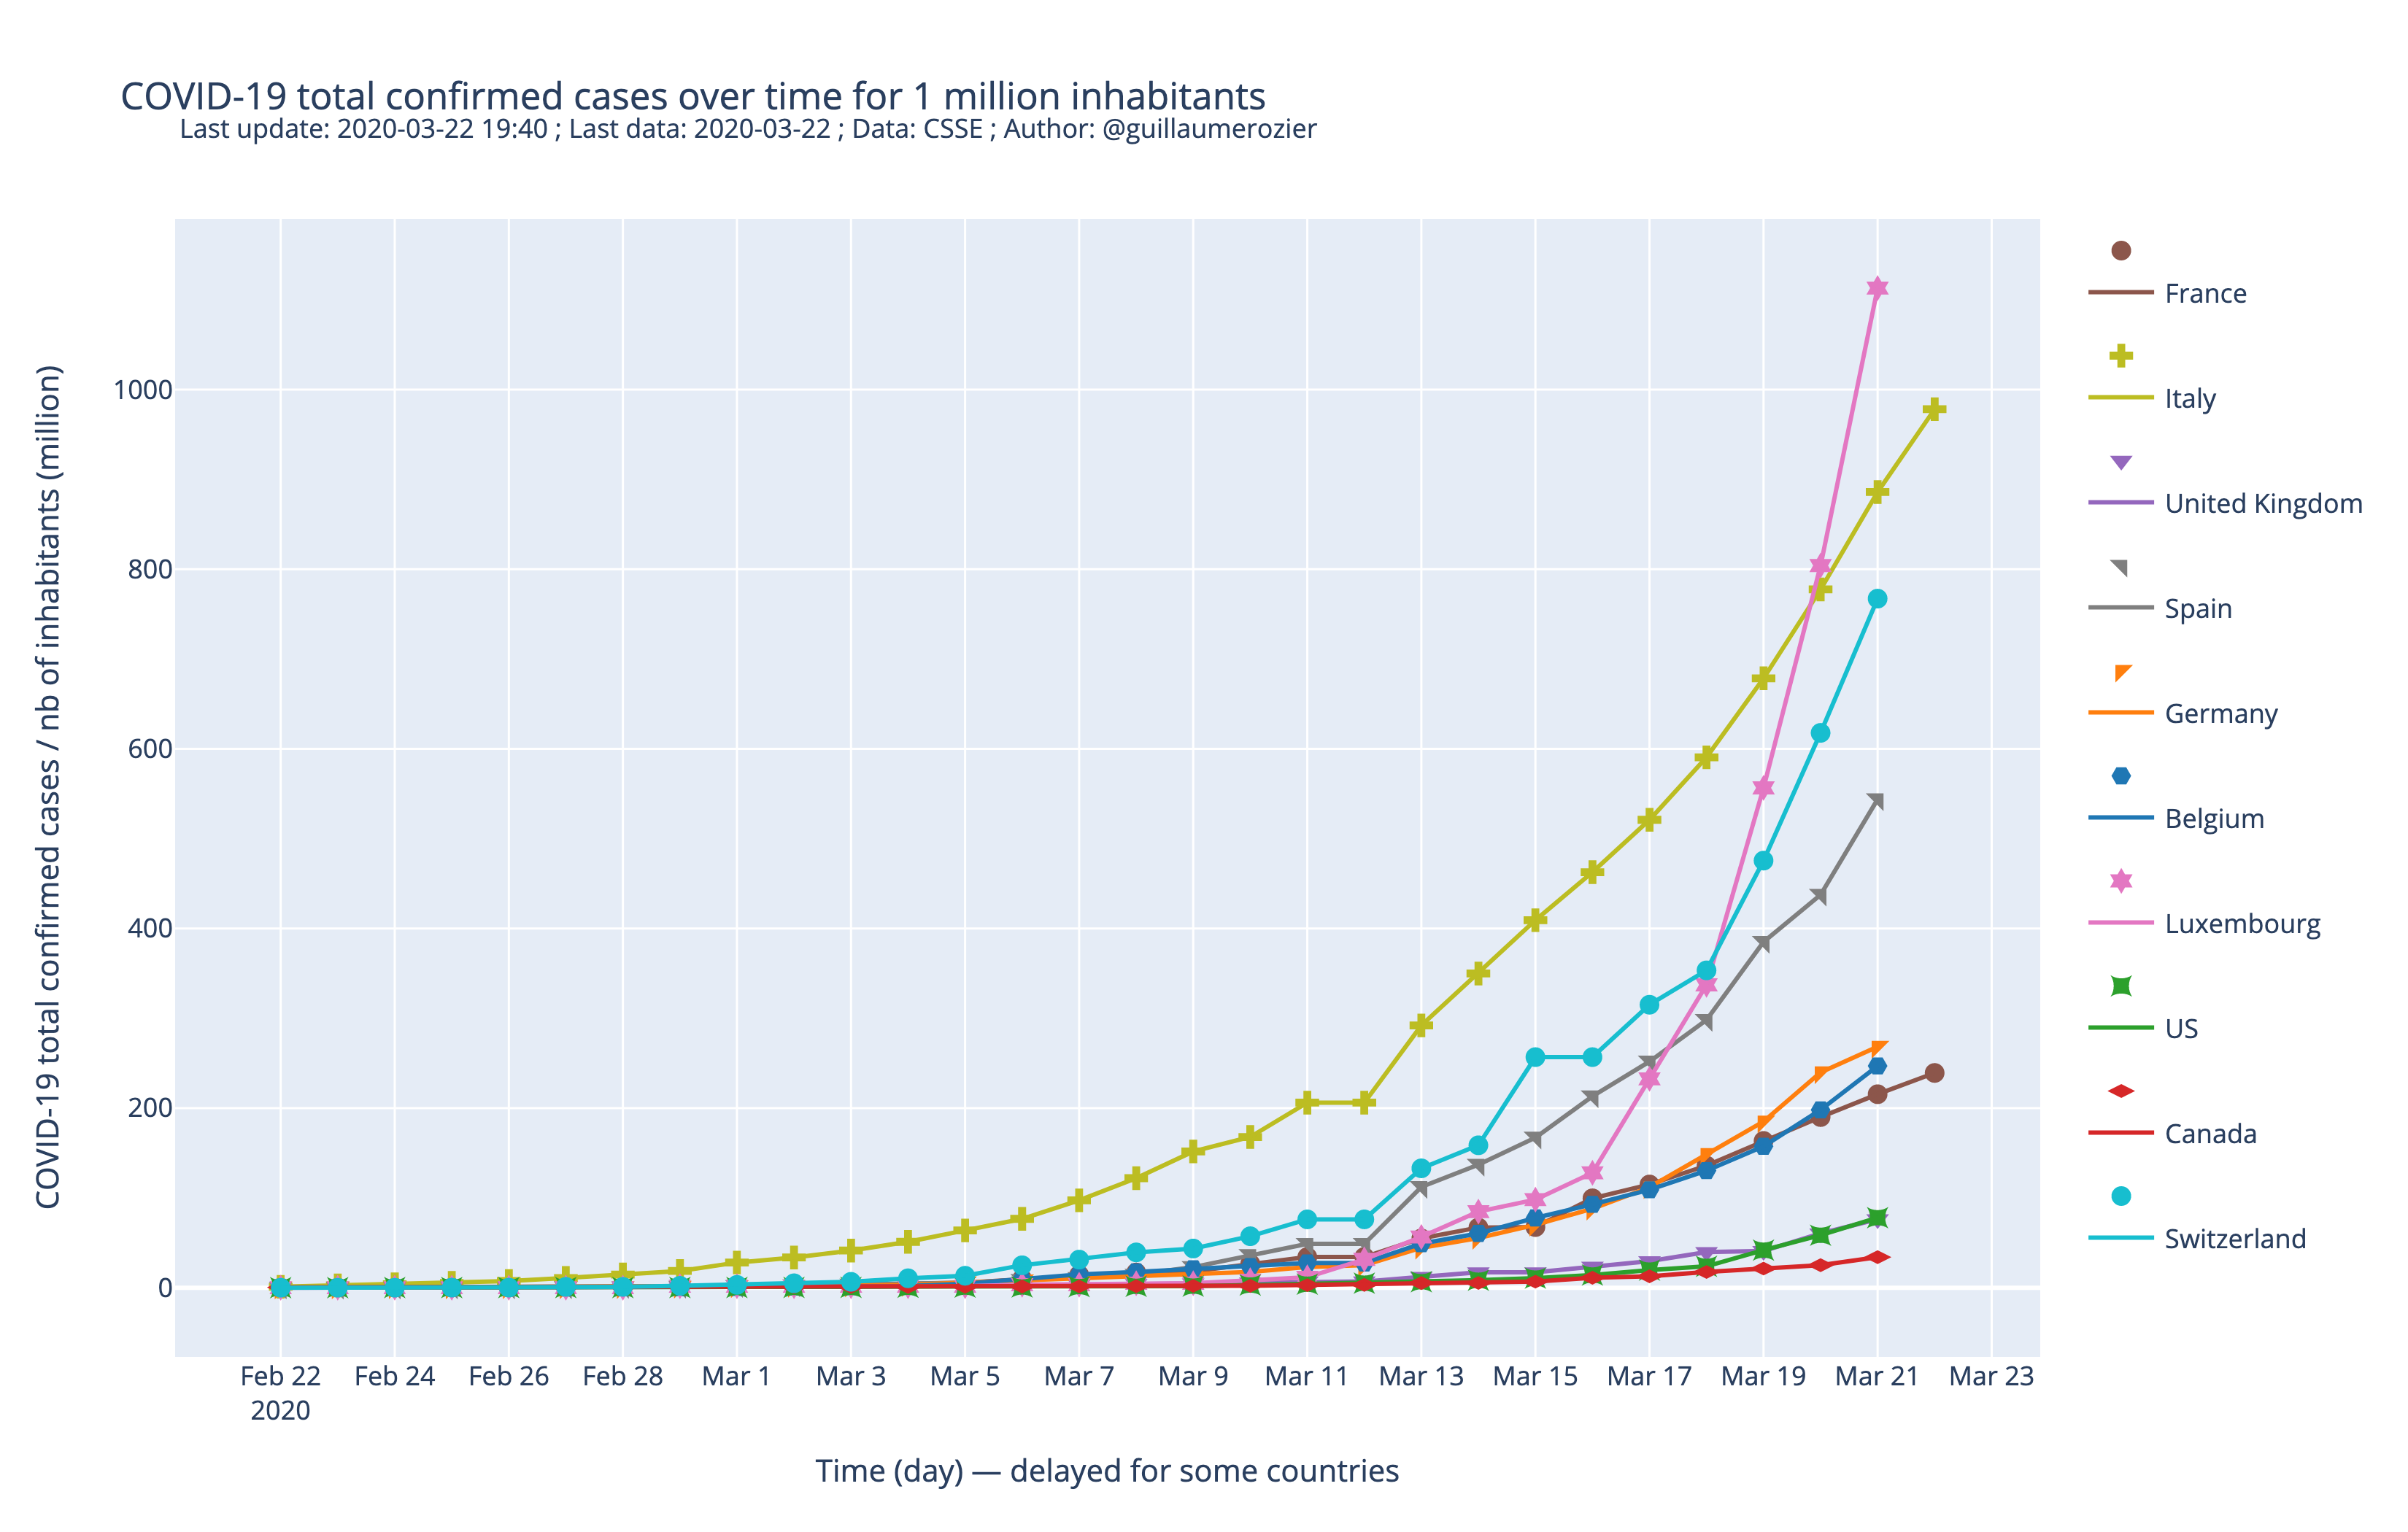 COVID-19 total confirmed cases over time for 1 million inhabitants
Last update: 2020-03-22 19:40 ; Last data: 2020-03-22 ; Data: CSSE ; Author: @guillaumerozier
COVID-19 total confirmed cases / nb of inhabitants (million)
1000
800
600
400
200
0
Feb 22 Feb 24 Feb 26 Feb 28 Mar 1 Mar 3 Mar 5 Mar 7 Mar 9 Mar 11 Mar 13 Mar 15 Mar 17 Mar 19 Mar 21 Mar 23
2020
Time (day) — delayed for some countries
France
Italy
United Kingdom
Spain
Germany
Belgium
Luxembourg
US
Canada
Switzerland